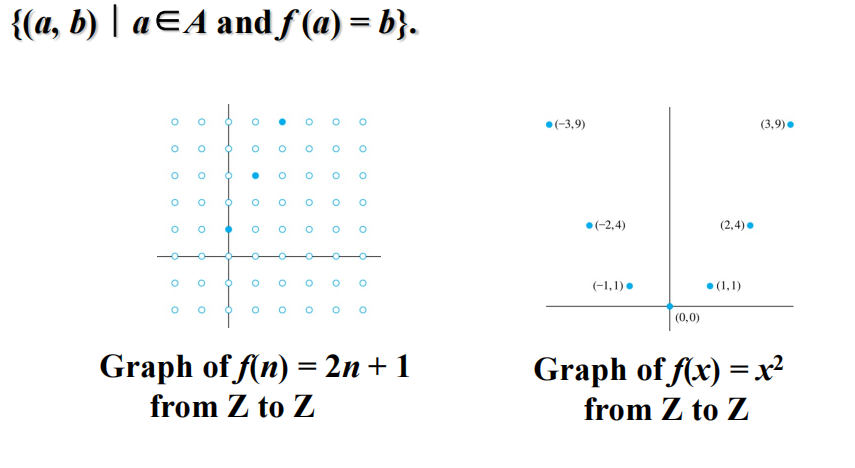 {(a, b) | a∈A and f (a) = b}.
(−3,9)
(3,9)
(−2,4)
(2,4)
(−1,1)
(1,1)
(0,0)
Graph of f(n) = 2n + 1
from Z to Z
Graph of f(x) = x²
from Z to Z